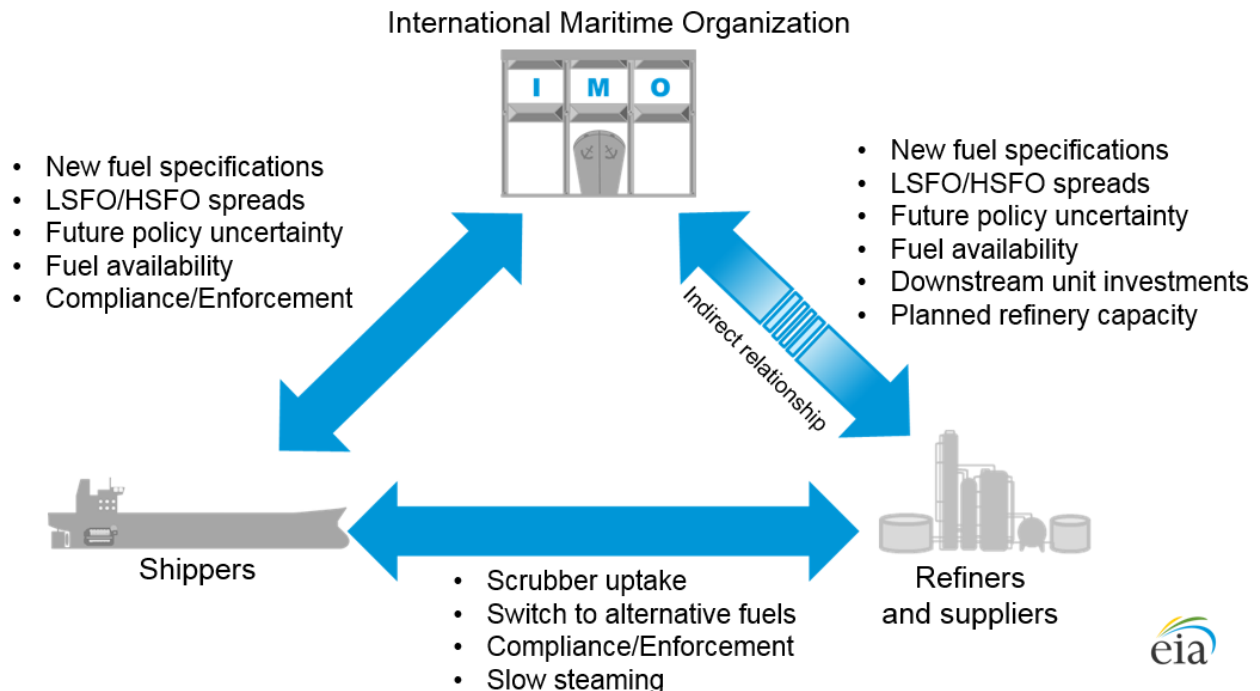 International Maritime Organization
I M O
• New fuel specifications
• LSFO/HSFO spreads
• Future policy uncertainty
• Fuel availability
• Compliance/Enforcement
• New fuel specifications
• LSFO/HSFO spreads
• Future policy uncertainty
• Fuel availability
• Downstream unit investments
• Planned refinery capacity
Indirect relationship
Shippers
• Scrubber uptake
• Switch to alternative fuels
• Compliance/Enforcement
• Slow steaming
Refiners
and suppliers
eia